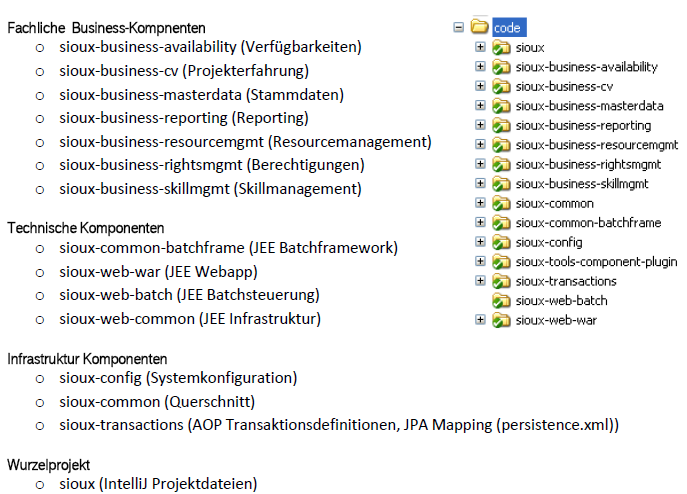 Fachliche Business-Kompnenten
o sioux-business-availability (Verfügbarkeiten)
o sioux-business-cv (Projekterfahrung)
o sioux-business-masterdata (Stammdaten)
o sioux-business-reporting (Reporting)
o sioux-business-resourcemgmt (Resourcemanagement)
o sioux-business-rightsmgmt (Berechtigungen)
o sioux-business-skillmgmt (Skillmanagement)
Technische Komponenten
o sioux-common-batchframe (JEE Batchframework)
o sioux-web-war (JEE Webapp)
o sioux-web-batch (JEE Batchsteuerung)
o sioux-web-common (JEE Infrastruktur)
Infrastruktur Komponenten
o sioux-config (Systemkonfiguration)
o sioux-common (Querschnitt)
o sioux-transactions (AOP Transaktionsdefinitionen, JPA Mapping (persistence.xml))
Wurzelprojekt
o sioux (IntelliJ Projektdateien)
code
sioux
sioux-business-availability
sioux-business-cv
sioux-business-masterdata
sioux-business-reporting
sioux-business-resourcemgmt
sioux-business-rightsmgmt
sioux-business-skillmgmt
sioux-common
sioux-common-batchframe
sioux-config
sioux-tools-component-plugin
sioux-transactions
sioux-web-batch
sioux-web-war